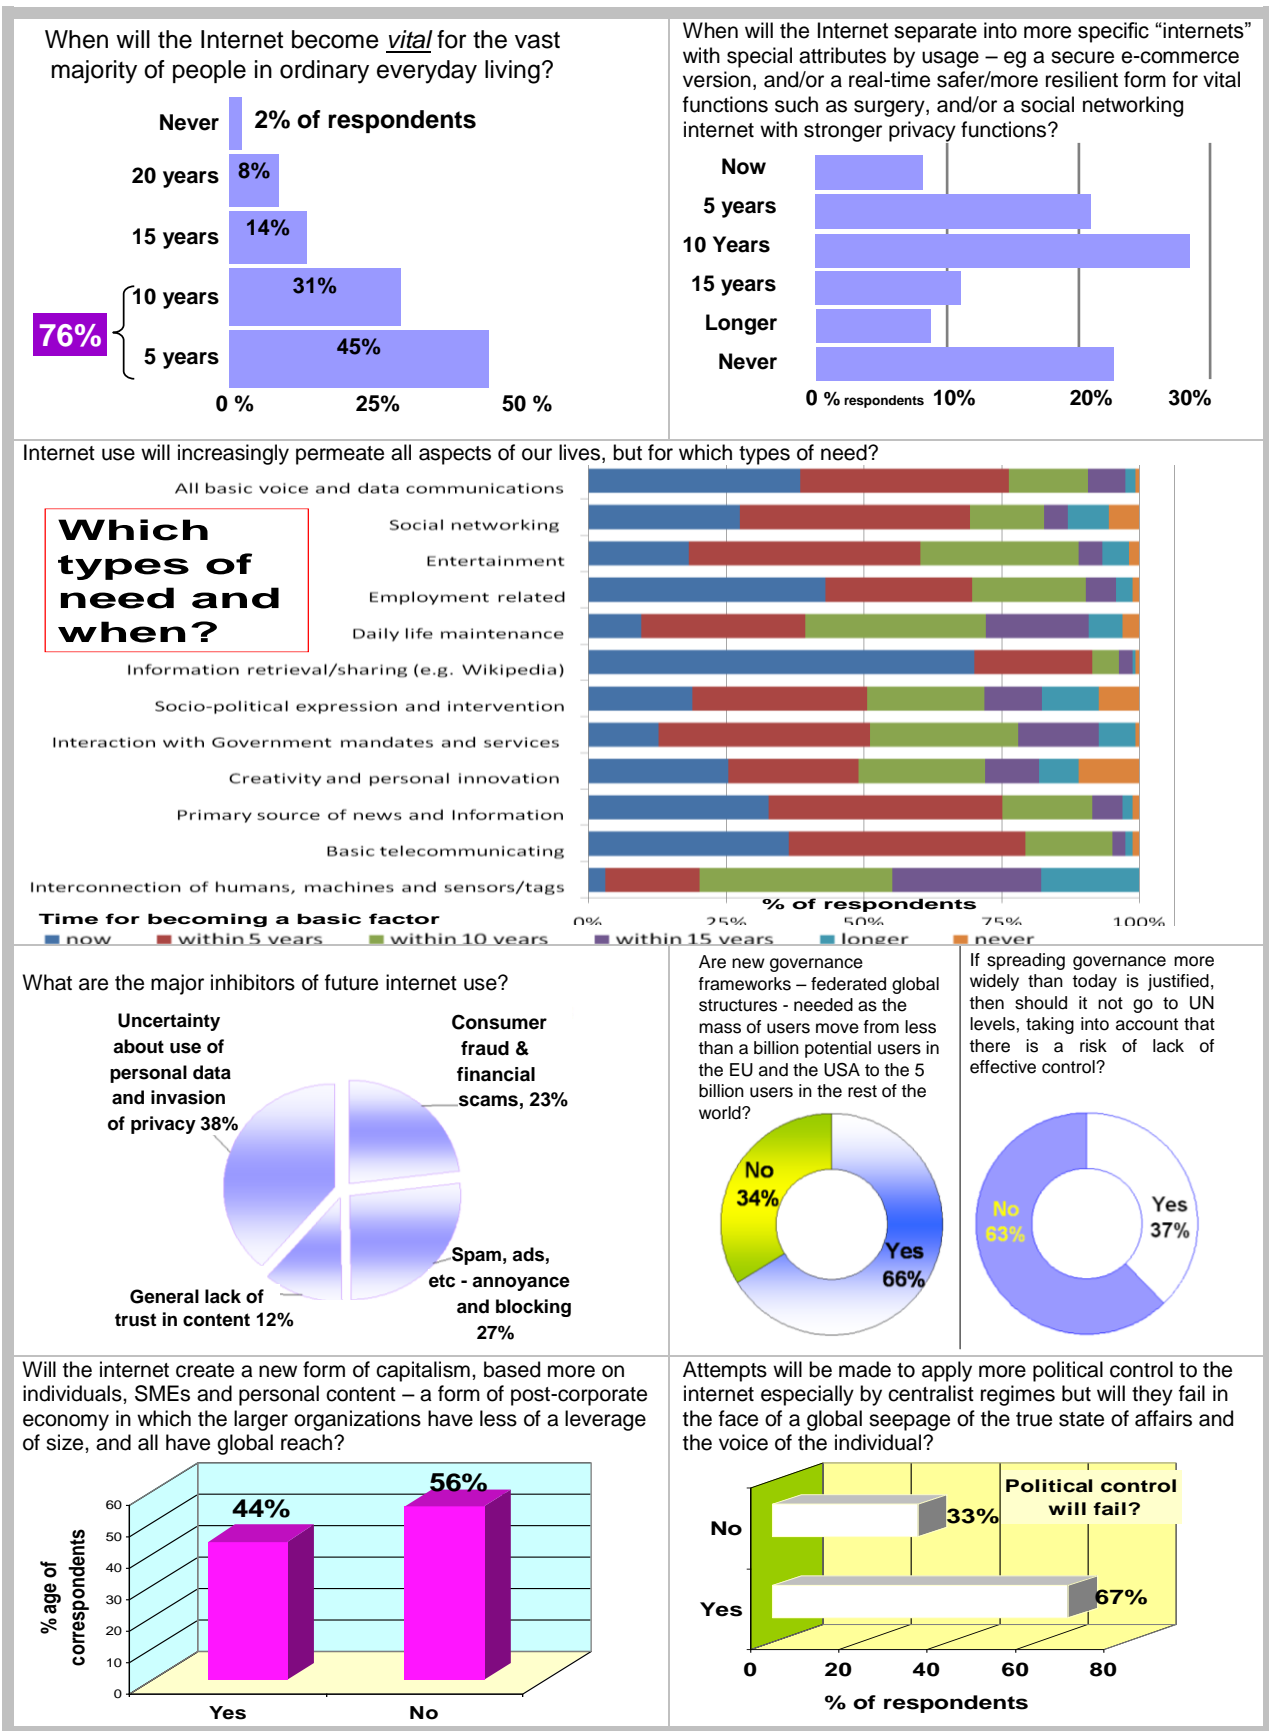 When will the Internet become vital for the vast
majority of people in ordinary everyday living?
Never
2% of respondents
20 years
8%
15 years
14%
10 years
31%
76%
5 years
45%
0 %
25%
50 %
When will the Internet separate into more specific “internets”
with special attributes by usage – eg a secure e-commerce
version, and/or a real-time safer/more resilient form for vital
functions such as surgery, and/or a social networking
internet with stronger privacy functions?
Now
5 years
10 Years
15 years
Longer
Never
0 % respondents 10%
20%
30%
Internet use will increasingly permeate all aspects of our lives, but for which types of need?
Which
types of
need and
when?
All basic voice and data communications
Social networking
Entertainment
Employment related
Daily life maintenance
Information retrieval/sharing (e.g. Wikipedia)
Socio-political expression and intervention
Interaction with Government mandates and services
Creativity and personal innovation
Primary source of news and Information
Basic telecommunicating
Interconnection of humans, machines and sensors/tags
% of respondents
0%
25%
50%
75%
100%
Time for becoming a basic factor
now
within 5 years
within 10 years
within 15 years
longer
never
What are the major inhibitors of future internet use?
Uncertainty
about use of
personal data
and invasion
of privacy 38%
Consumer
fraud &
financial
scams, 23%
General lack of
trust in content 12%
Spam, ads,
etc - annoyance
and blocking
27%
Are new governance
frameworks – federated global
structures - needed as the
mass of users move from less
than a billion potential users in
the EU and the USA to the 5
billion users in the rest of the
world?
No
34%
Yes
66%
If spreading governance more
widely than today is justified,
then should it not go to UN
levels, taking into account that
there is a risk of lack of
effective control?
No
63%
Yes
37%
Will the internet create a new form of capitalism, based more on
individuals, SMEs and personal content – a form of post-corporate
economy in which the larger organizations have less of a leverage
of size, and all have global reach?
% age of
correspondents
60
50
40
30
20
10
0
44%
56%
Yes
No
Attempts will be made to apply more political control to the
internet especially by centralist regimes but will they fail in
the face of a global seepage of the true state of affairs and
the voice of the individual?
Political control
will fail?
No
33%
Yes
67%
0
20
40
60
80
% of respondents